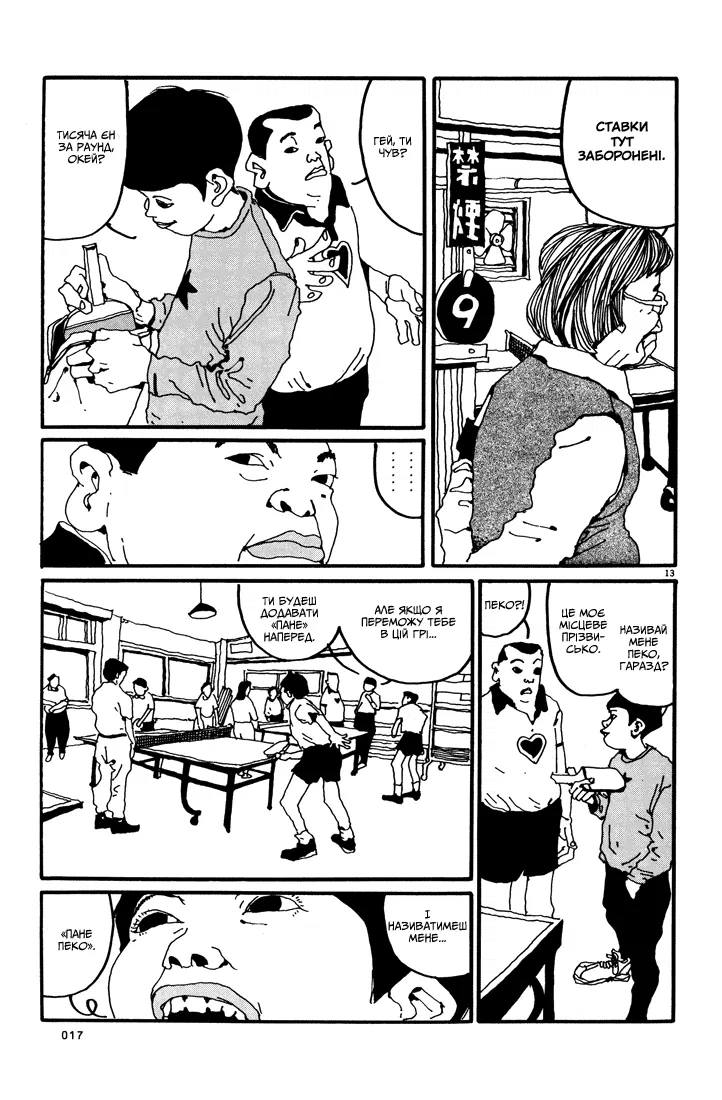 СТАВКИ
ТУТ
ЗАБОРОНЕНІ.
禁煙
9
ГЕЙ, ТИ
ЧУВ?
ТИСЯЧА ЄН
ЗА РАУНД,
ОКЕЙ?
........
13
НАЗИВАЙ
МЕНЕ
ПЕКО,
ГАРАЗД?
ЦЕ МОЄ
МІСЦЕВЕ
ПРІЗВИ-
СЬКО.
ПЕКО?!
АЛЕ ЯКЩО Я
ПЕРЕМОЖУ ТЕБЕ
В ЦІЙ ГРІ...
ТИ БУДЕШ
ДОДАВАТИ
«ПАНЕ»
НАПЕРЕД.
І
НАЗИВАТИМЕШ
МЕНЕ...
«ПАНЕ
ПЕКО».
017